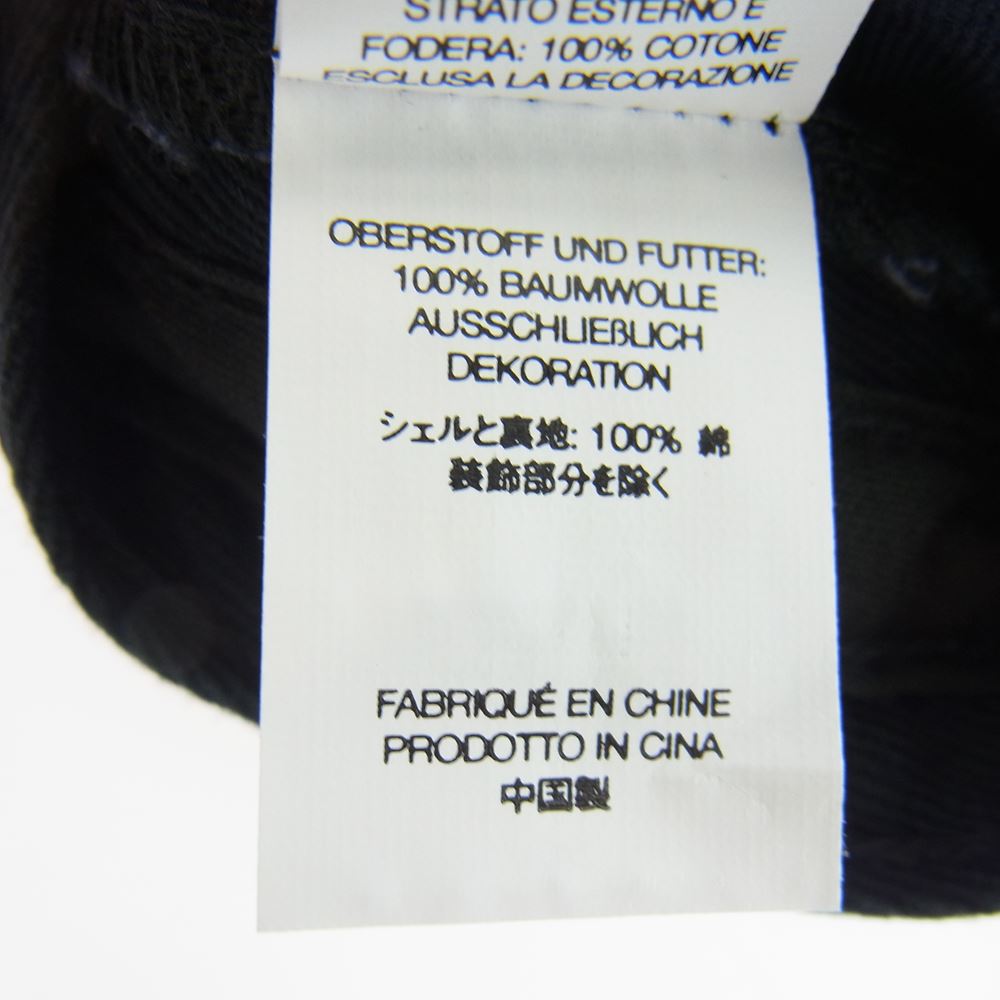 STRATO ESTERNO E
FODERA: 100% COTONE
ESCLUSA LA DECORAZIONE
OBERSTOFF UND FUTTER:
100% BAUMWOLLE
AUSSCHLIEßLICH
DEKORATION
シェルと裏地: 100% 綿
装飾部分を除く
FABRIQUÉ EN CHINE
PRODOTTO IN CINA
中国製